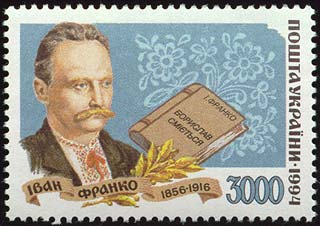 ПОШТА УКРАЇНИ·1994
І. ФРАНКО
БОРИСЛАВ
СМІЄТЬСЯ
ІВАН ФРАНКО
1856-1916
3000